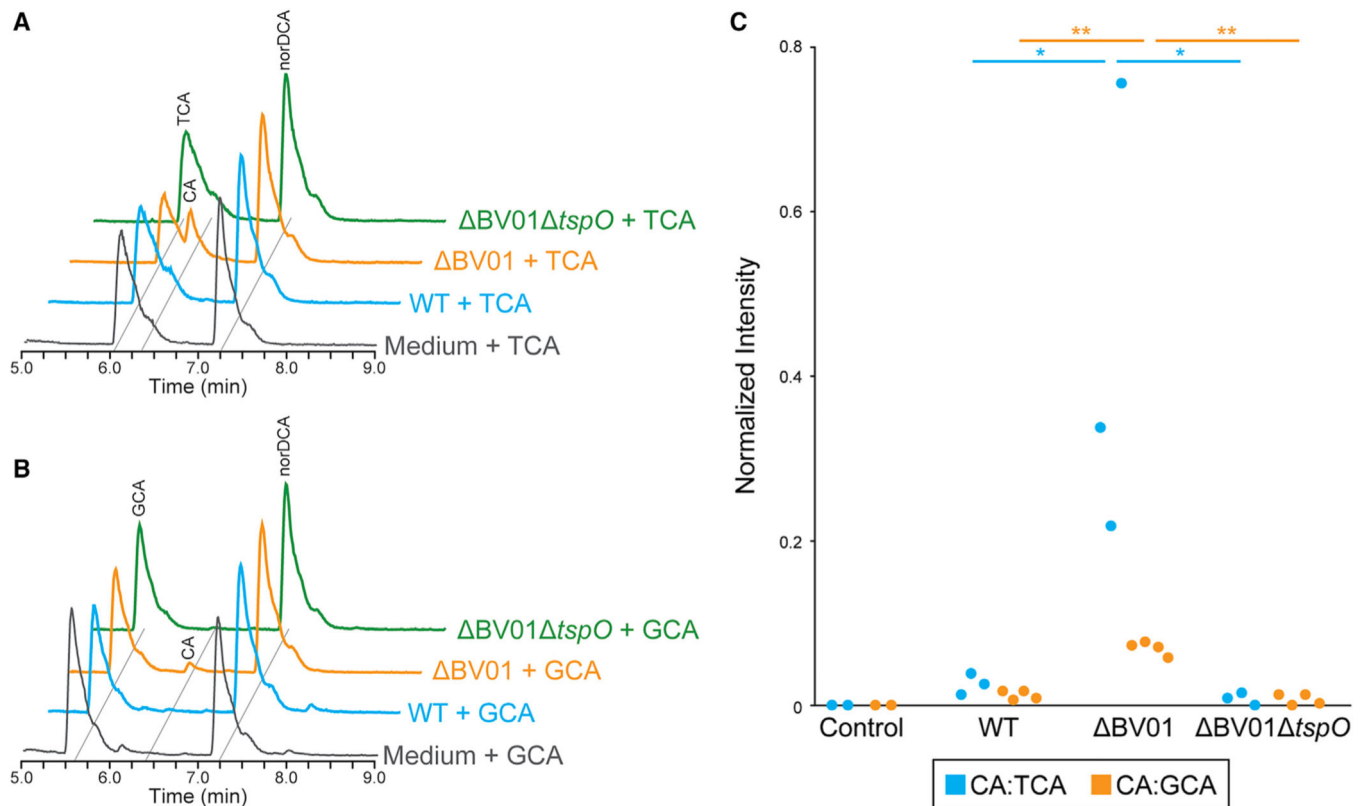 A
TCA
CA
norDCA
ΔBV01ΔtspO + TCA
ΔBV01 + TCA
WT + TCA
Medium + TCA
5.0 6.0 7.0 8.0 9.0
Time (min)
B
GCA
CA
norDCA
ΔBV01ΔtspO + GCA
ΔBV01 + GCA
WT + GCA
Medium + GCA
5.0 6.0 7.0 8.0 9.0
Time (min)
C
** **
* *
Normalized Intensity
0.8
0.6
0.4
0.2
0
Control WT ΔBV01 ΔBV01ΔtspO
CA:TCA CA:GCA